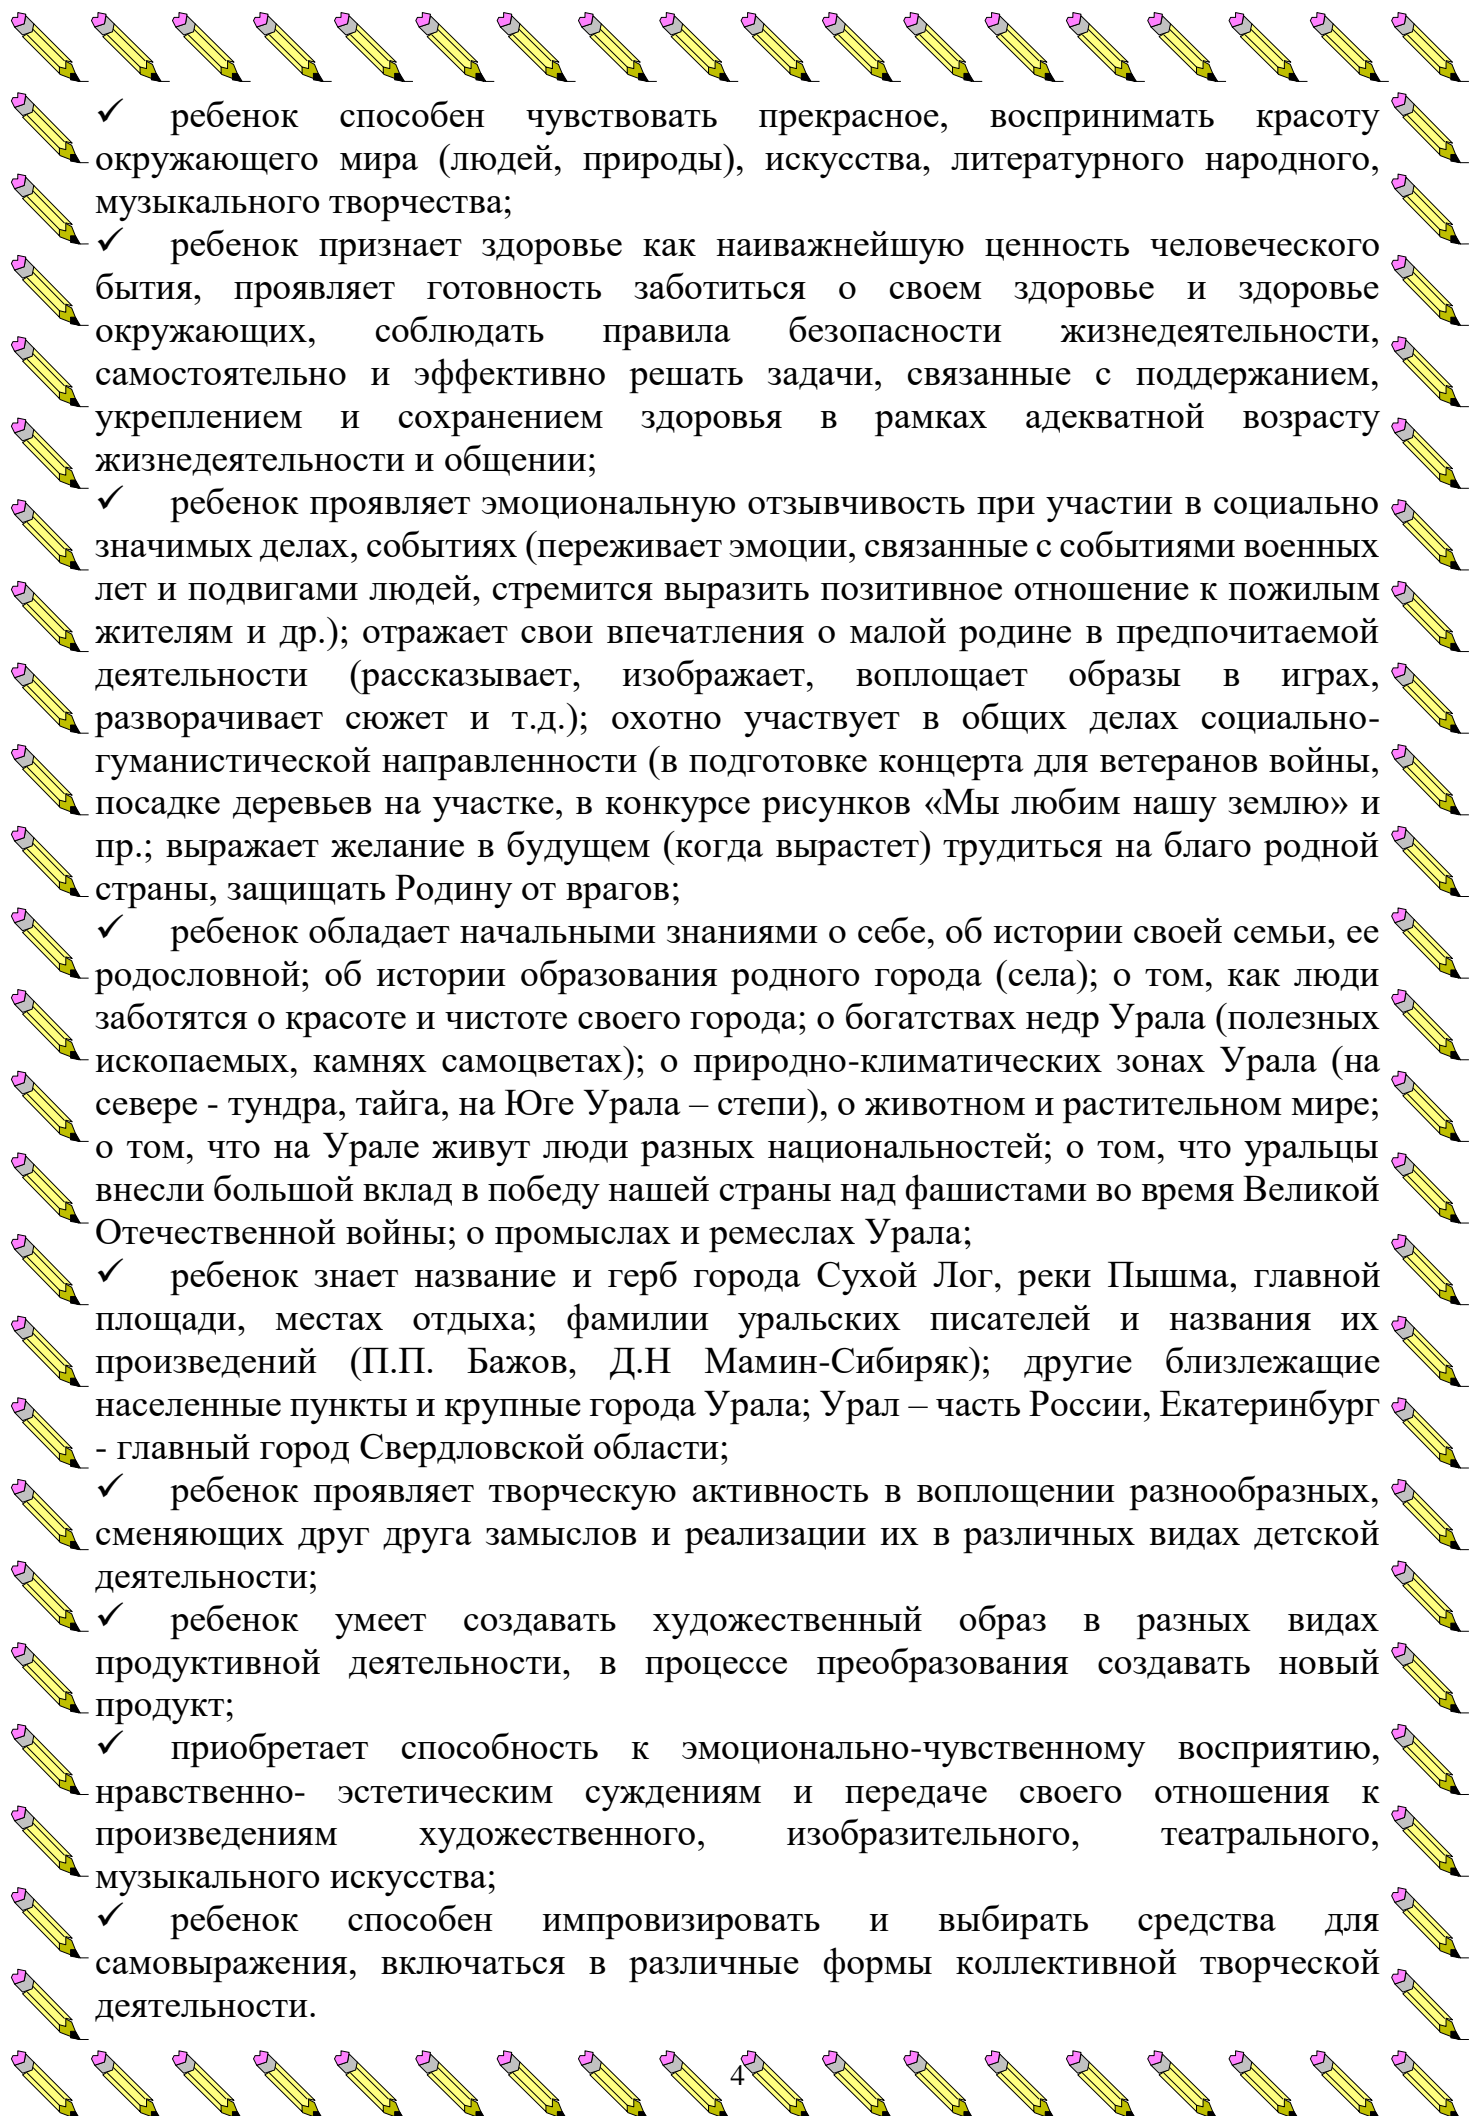 ✓ ребенок способен чувствовать прекрасное, воспринимать красоту
окружающего мира (людей, природы), искусства, литературного народного,
музыкального творчества;
✓ ребенок признает здоровье как наиважнейшую ценность человеческого
бытия, проявляет готовность заботиться о своем здоровье и здоровье
окружающих, соблюдать правила безопасности жизнедеятельности,
самостоятельно и эффективно решать задачи, связанные с поддержанием,
укреплением и сохранением здоровья в рамках адекватной возрасту
жизнедеятельности и общении;
✓ ребенок проявляет эмоциональную отзывчивость при участии в социально
значимых делах, событиях (переживает эмоции, связанные с событиями военных
лет и подвигами людей, стремится выразить позитивное отношение к пожилым
жителям и др.); отражает свои впечатления о малой родине в предпочитаемой
деятельности (рассказывает, изображает, воплощает образы в играх,
разворачивает сюжет и т.д.); охотно участвует в общих делах социально-
гуманистической направленности (в подготовке концерта для ветеранов войны,
посадке деревьев на участке, в конкурсе рисунков «Мы любим нашу землю» и
пр.; выражает желание в будущем (когда вырастет) трудиться на благо родной
страны, защищать Родину от врагов;
✓ ребенок обладает начальными знаниями о себе, об истории своей семьи, ее
родословной; об истории образования родного города (села); о том, как люди
заботятся о красоте и чистоте своего города; о богатствах недр Урала (полезных
ископаемых, камнях самоцветах); о природно-климатических зонах Урала (на
севере - тундра, тайга, на Юге Урала – степи), о животном и растительном мире;
о том, что на Урале живут люди разных национальностей; о том, что уральцы
внесли большой вклад в победу нашей страны над фашистами во время Великой
Отечественной войны; о промыслах и ремеслах Урала;
✓ ребенок знает название и герб города Сухой Лог, реки Пышма, главной
площади, местах отдыха; фамилии уральских писателей и названия их
произведений (П.П. Бажов, Д.Н Мамин-Сибиряк); другие близлежащие
населенные пункты и крупные города Урала; Урал – часть России, Екатеринбург
- главный город Свердловской области;
✓ ребенок проявляет творческую активность в воплощении разнообразных,
сменяющих друг друга замыслов и реализации их в различных видах детской
деятельности;
✓ ребенок умеет создавать художественный образ в разных видах
продуктивной деятельности, в процессе преобразования создавать новый
продукт;
✓ приобретает способность к эмоционально-чувственному восприятию,
нравственно- эстетическим суждениям и передаче своего отношения к
произведениям художественного, изобразительного, театрального,
музыкального искусства;
✓ ребенок способен импровизировать и выбирать средства для
самовыражения, включаться в различные формы коллективной творческой
деятельности.
4